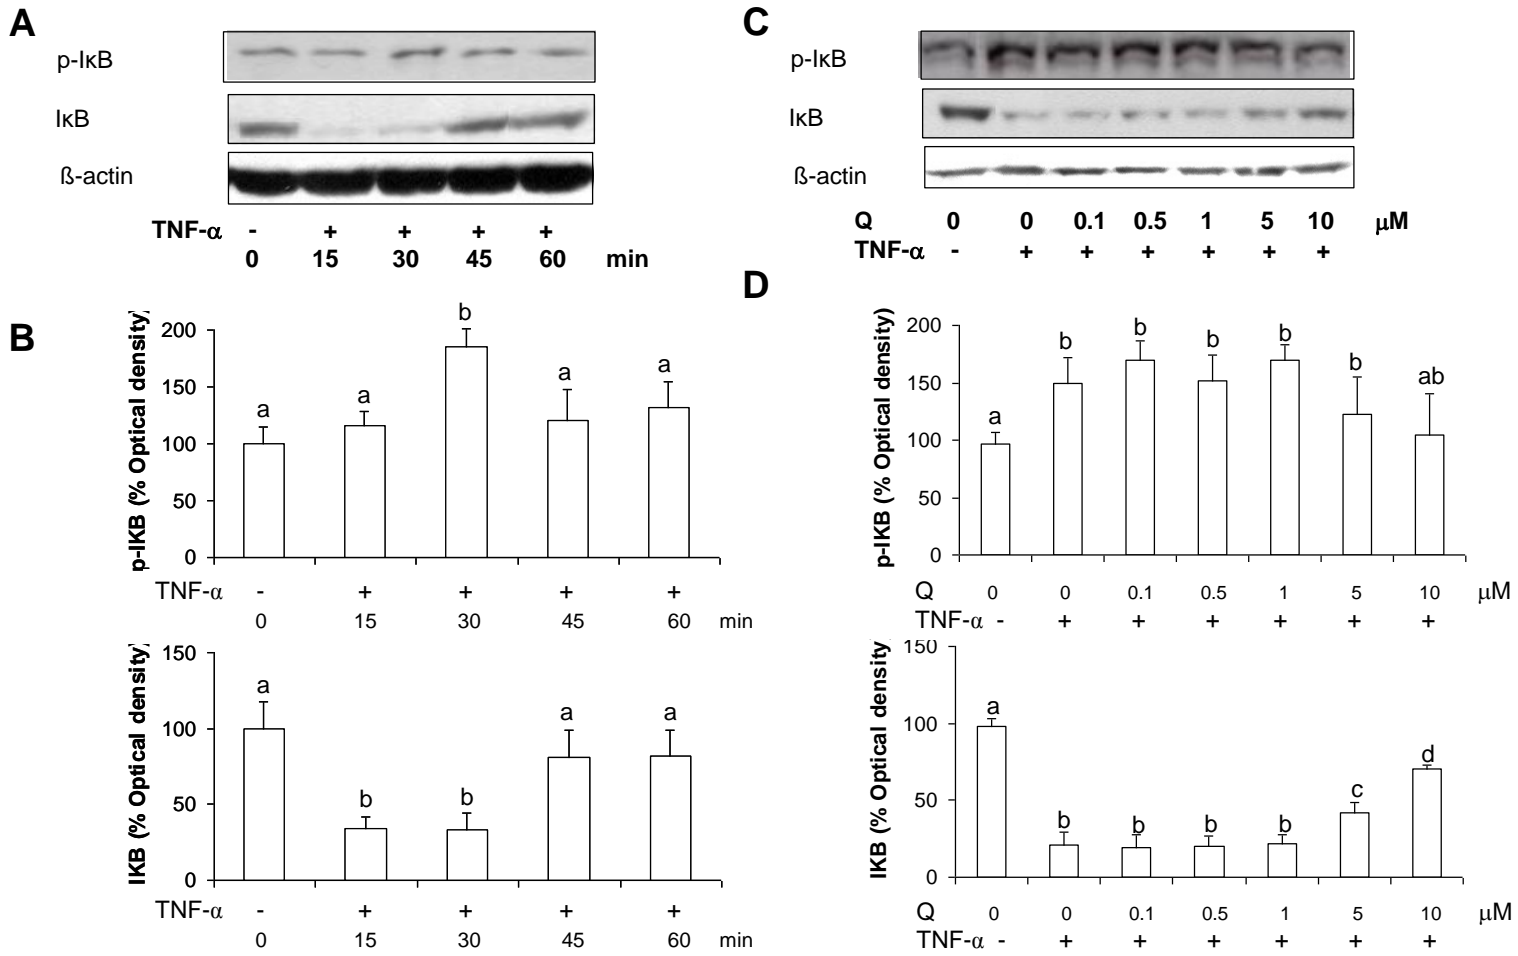 A
p-IκB
IκB
ß-actin
TNF-α - + + + +
0 15 30 45 60 min
B
p-IKB (% Optical density)
200
150
100
50
0
a a b a a
TNF-α - + + + +
0 15 30 45 60 min
IKB (% Optical density)
150
100
50
0
a b b a a
TNF-α - + + + +
0 15 30 45 60 min
C
p-IκB
IκB
ß-actin
Q 0 0 0.1 0.5 1 5 10 µM
TNF-α - + + + + + +
D
p-IKB (% Optical density)
200
150
100
50
0
a b b b b b ab
Q 0 0 0.1 0.5 1 5 10 µM
TNF-α - + + + + + +
IKB (% Optical density)
150
100
50
0
a b b b b c d
Q 0 0 0.1 0.5 1 5 10 µM
TNF-α - + + + + + +